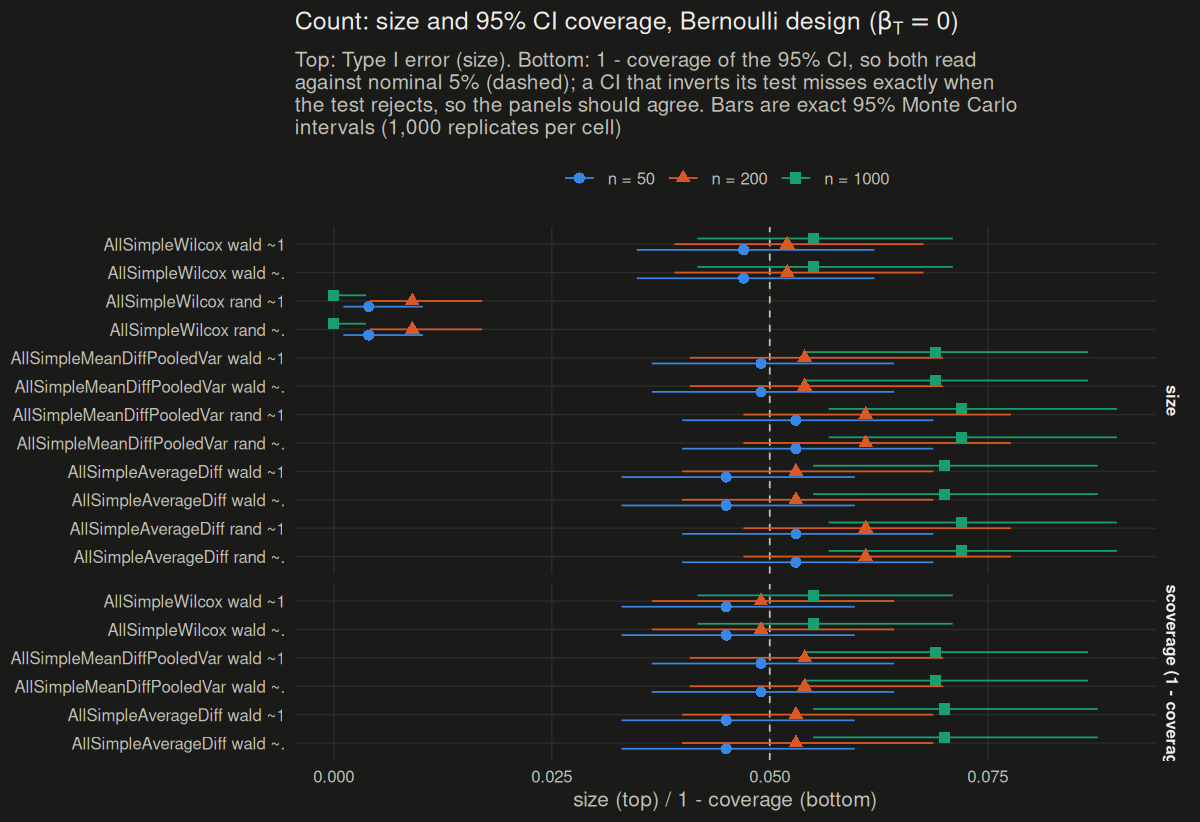 Count: size and 95% CI coverage, Bernoulli design (β_T = 0)
Top: Type I error (size). Bottom: 1 - coverage of the 95% CI, so both read
against nominal 5% (dashed); a CI that inverts its test misses exactly when
the test rejects, so the panels should agree. Bars are exact 95% Monte Carlo
intervals (1,000 replicates per cell)
n = 50 n = 200 n = 1000
AllSimpleWilcox wald ~1
AllSimpleWilcox wald ~.
AllSimpleWilcox rand ~1
AllSimpleWilcox rand ~.
AllSimpleMeanDiffPooledVar wald ~1
AllSimpleMeanDiffPooledVar wald ~.
AllSimpleMeanDiffPooledVar rand ~1
AllSimpleMeanDiffPooledVar rand ~.
AllSimpleAverageDiff wald ~1
AllSimpleAverageDiff wald ~.
AllSimpleAverageDiff rand ~1
AllSimpleAverageDiff rand ~.
size
AllSimpleWilcox wald ~1
AllSimpleWilcox wald ~.
AllSimpleMeanDiffPooledVar wald ~1
AllSimpleMeanDiffPooledVar wald ~.
AllSimpleAverageDiff wald ~1
AllSimpleAverageDiff wald ~.
scoverage (1 - coverag
0.000 0.025 0.050 0.075
size (top) / 1 - coverage (bottom)